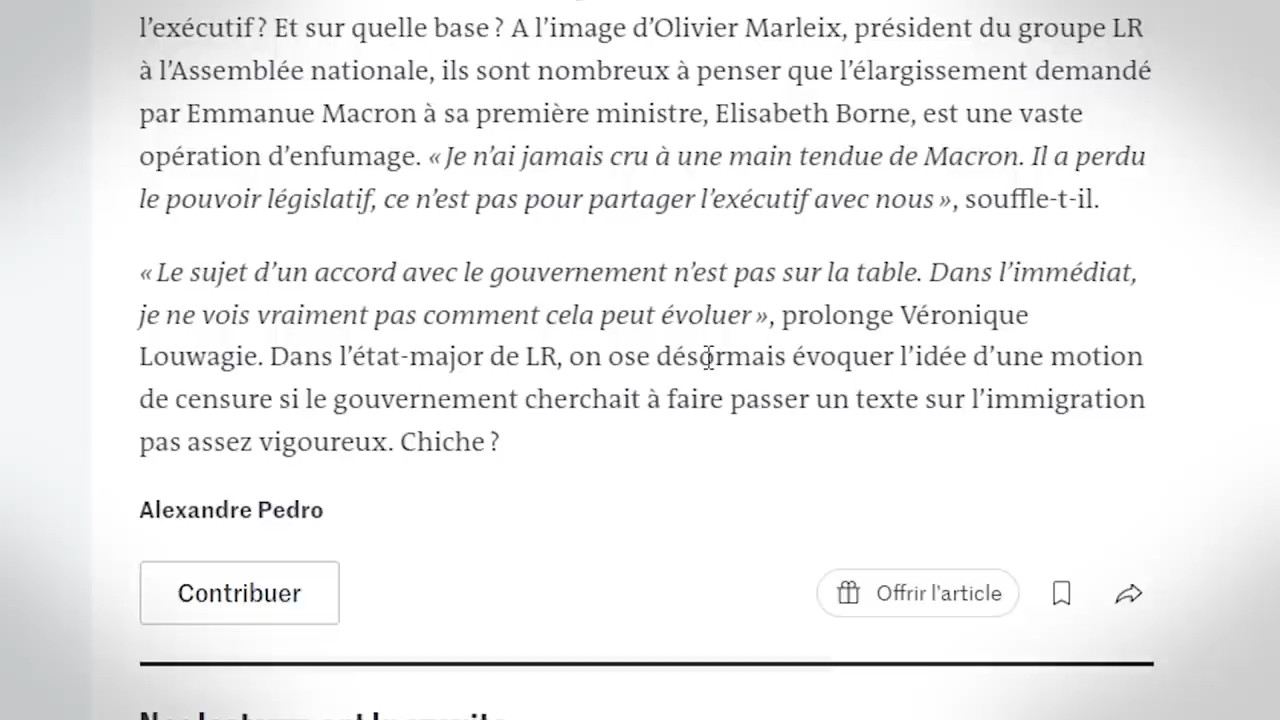 l’exécutif ? Et sur quelle base ? A l’image d’Olivier Marleix, président du groupe LR
à l’Assemblée nationale, ils sont nombreux à penser que l’élargissement demandé
par Emmanue Macron à sa première ministre, Elisabeth Borne, est une vaste
opération d’enfumage. « Je n’ai jamais cru à une main tendue de Macron. Il a perdu
le pouvoir législatif, ce n’est pas pour partager l’exécutif avec nous », souffle-t-il.
« Le sujet d’un accord avec le gouvernement n’est pas sur la table. Dans l’immédiat,
je ne vois vraiment pas comment cela peut évoluer », prolonge Véronique
Louwagie. Dans l’état-major de LR, on ose désormais évoquer l’idée d’une motion
de censure si le gouvernement cherchait à faire passer un texte sur l’immigration
pas assez vigoureux. Chiche ?
Alexandre Pedro
Contribuer
Offrir l'article